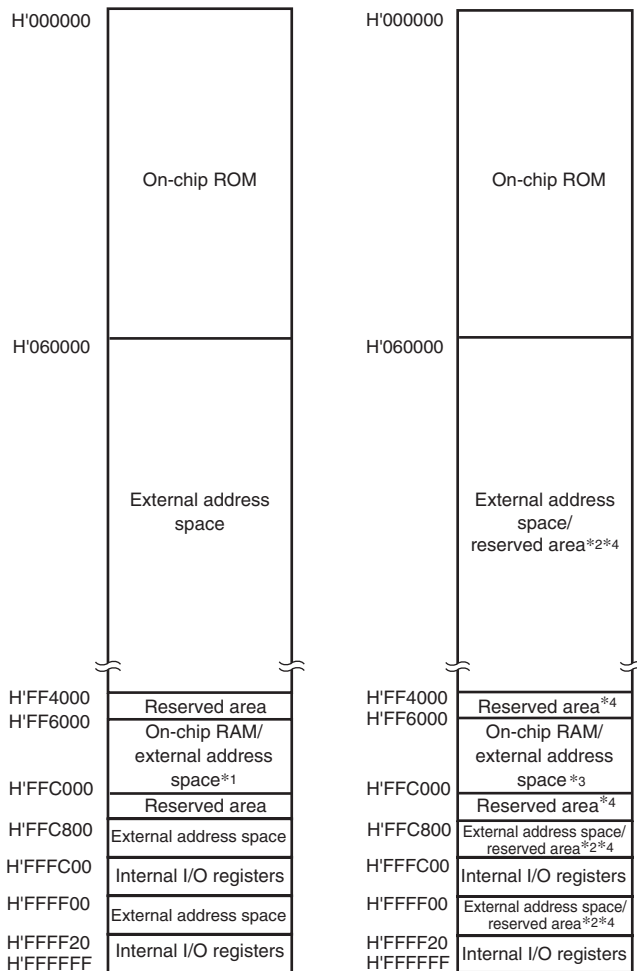 H'000000
On-chip ROM
H'060000
External address
space
H'FF4000
Reserved area
H'FF6000
On-chip RAM/
external address
space*1
H'FFC000
Reserved area
H'FFC800
External address space
H'FFFC00
Internal I/O registers
H'FFFF00
External address space
H'FFFF20
Internal I/O registers
H'FFFFFF
H'000000
On-chip ROM
H'060000
External address
space/
reserved area*2*4
H'FF4000
Reserved area*4
H'FF6000
On-chip RAM/
external address
space*3
H'FFC000
Reserved area*4
H'FFC800
External address space/
reserved area*2*4
H'FFFC00
Internal I/O registers
H'FFFF00
External address space/
reserved area*2*4
H'FFFF20
Internal I/O registers
H'FFFFFF